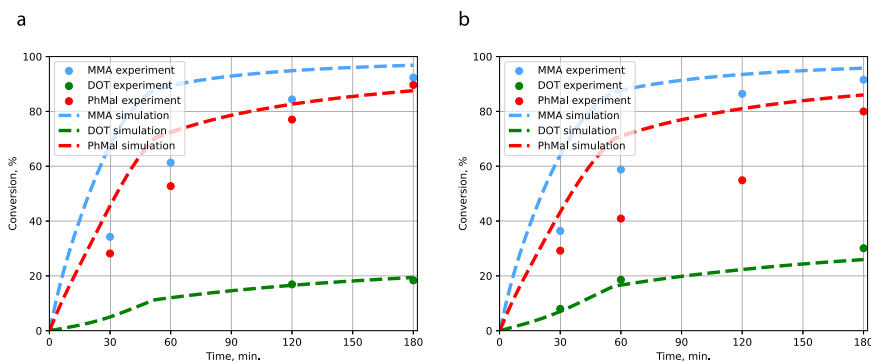 a
100
80
60
40
20
0
Conversion, %
MMA experiment
DOT experiment
PhMal experiment
MMA simulation
DOT simulation
PhMal simulation
0 30 60 90 120 150 180
Time, min.
b
100
80
60
40
20
0
Conversion, %
MMA experiment
DOT experiment
PhMal experiment
MMA simulation
DOT simulation
PhMal simulation
0 30 60 90 120 150 180
Time, min.